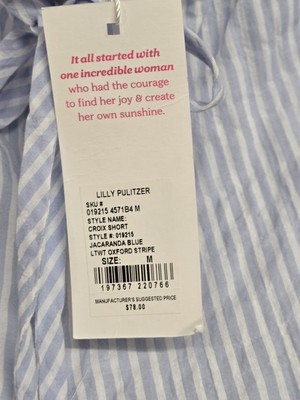 It all started with
one incredible woman
who had the courage
to find her joy & create
her own sunshine.
LILLY PULITZER
SKU #
019215 4571B4 M
STYLE NAME:
CROIX SHORT
STYLE #: 019215
JACARANDA BLUE
LTWT OXFORD STRIPE
SIZE: M
197367 220766
MANUFACTURER'S SUGGESTED PRICE
$78.00